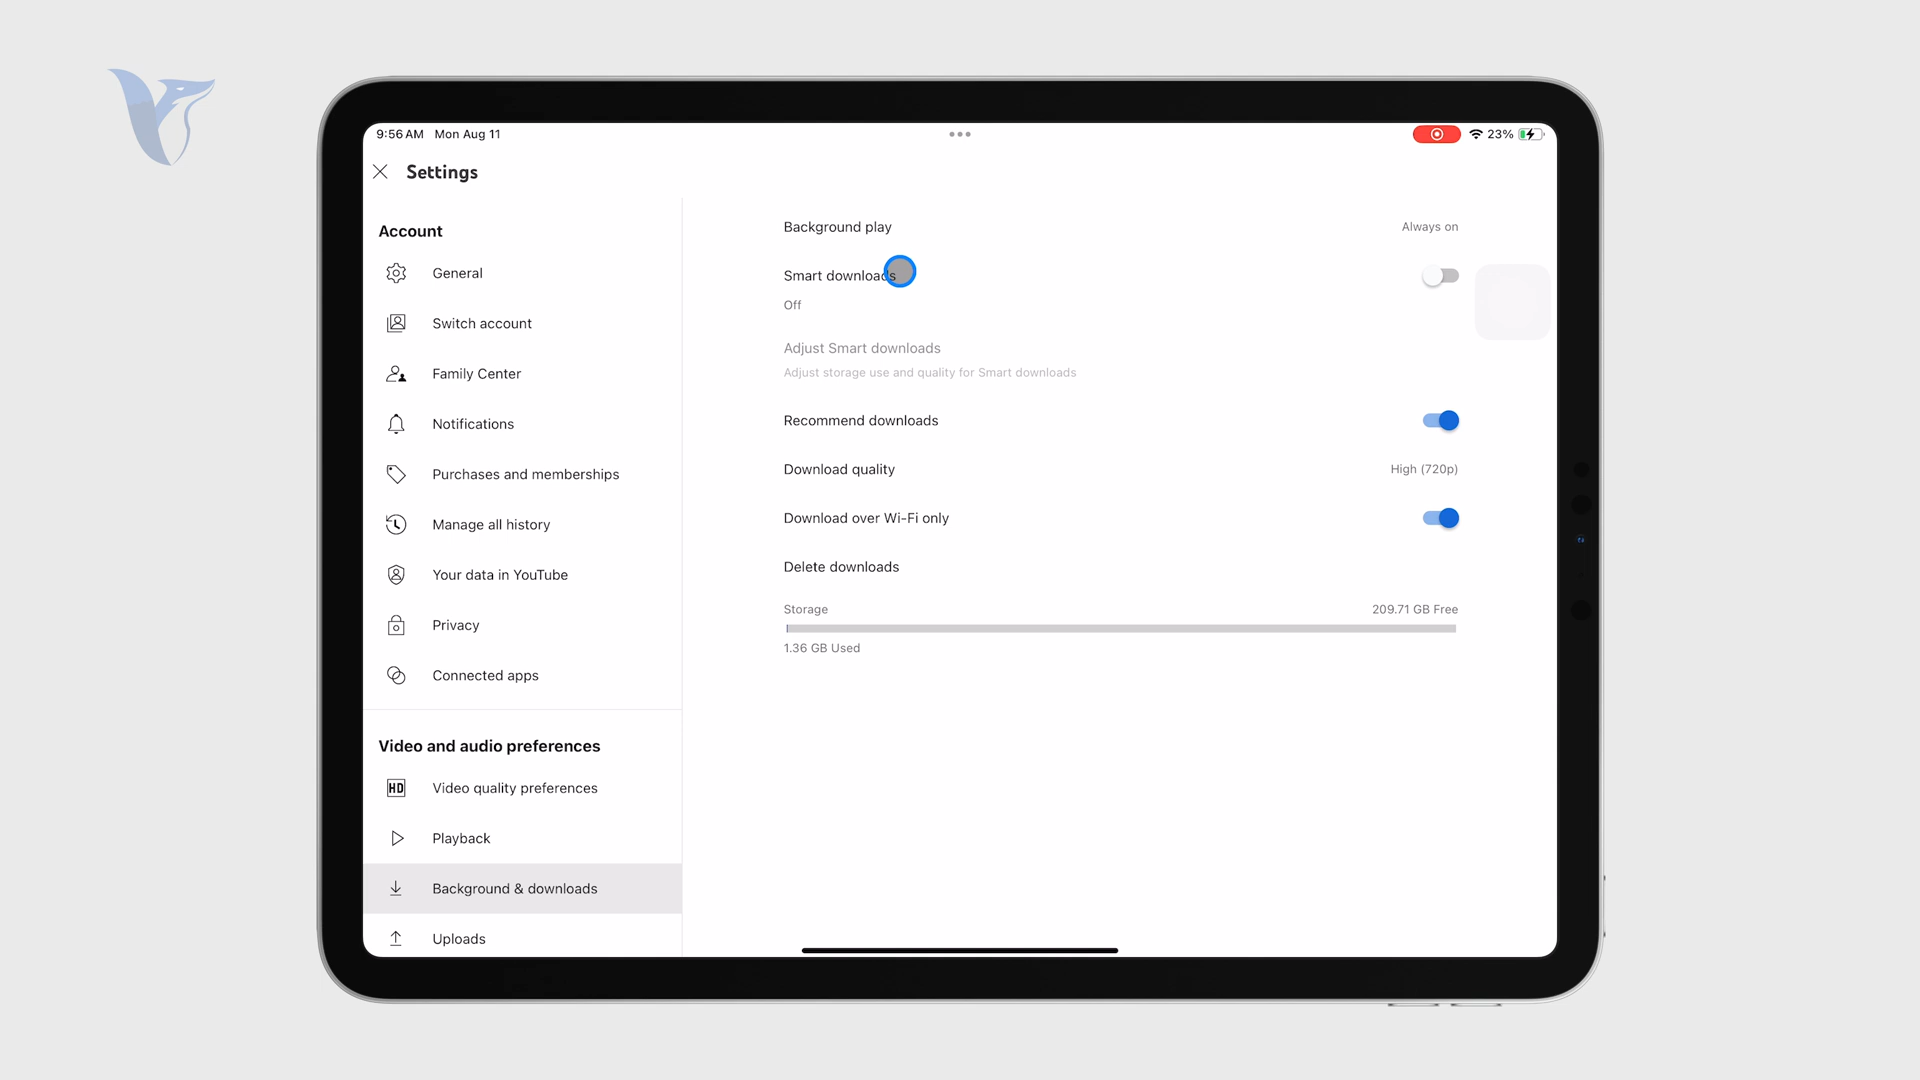 9:56 AM Mon Aug 11
23%
Settings
Account
General
Switch account
Family Center
Notifications
Purchases and memberships
Manage all history
Your data in YouTube
Privacy
Connected apps
Video and audio preferences
HD Video quality preferences
Playback
Background & downloads
Uploads
Background play Always on
Smart downloads
Off
Adjust Smart downloads
Adjust storage use and quality for Smart downloads
Recommend downloads
Download quality High (720p)
Download over Wi-Fi only
Delete downloads
Storage 209.71 GB Free
1.36 GB Used